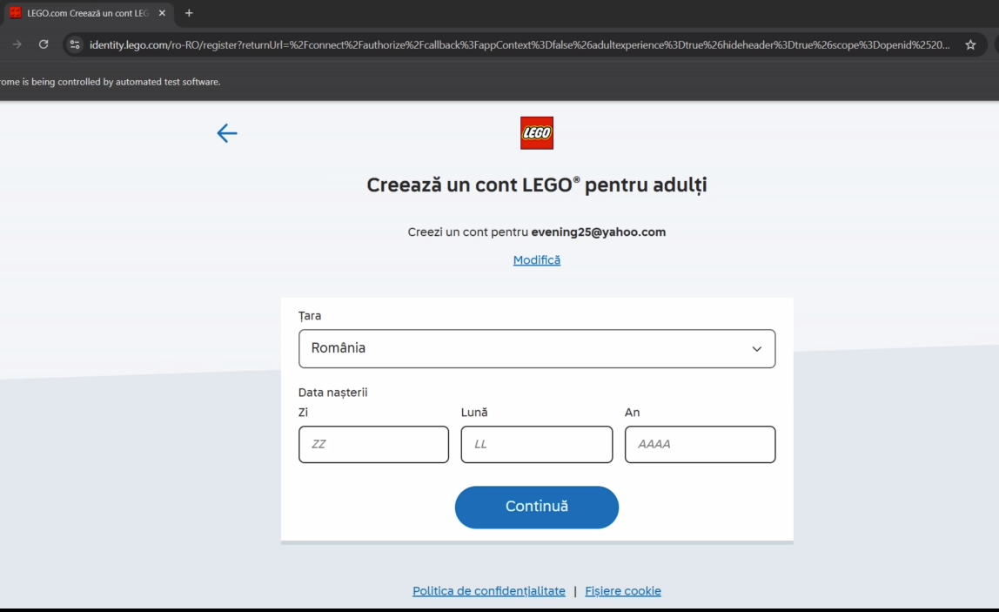 LEGO.com Creează un cont LEG
identity.lego.com/ro-RO/register?returnUrl=%2Fconnect%2Fauthorize%2Fcallback%3FappContext%3Dfalse%26adultexperience%3Dtrue%26hideheader%3Dtrue%26scope%3Dopenid%2520...
rome is being controlled by automated test software.
LEGO
Creează un cont LEGO® pentru adulți
Creezi un cont pentru evening25@yahoo.com
Modifică
Țara
România
Data nașterii
Zi Lună An
ZZ LL AAAA
Continuă
Politica de confidențialitate | Fișiere cookie